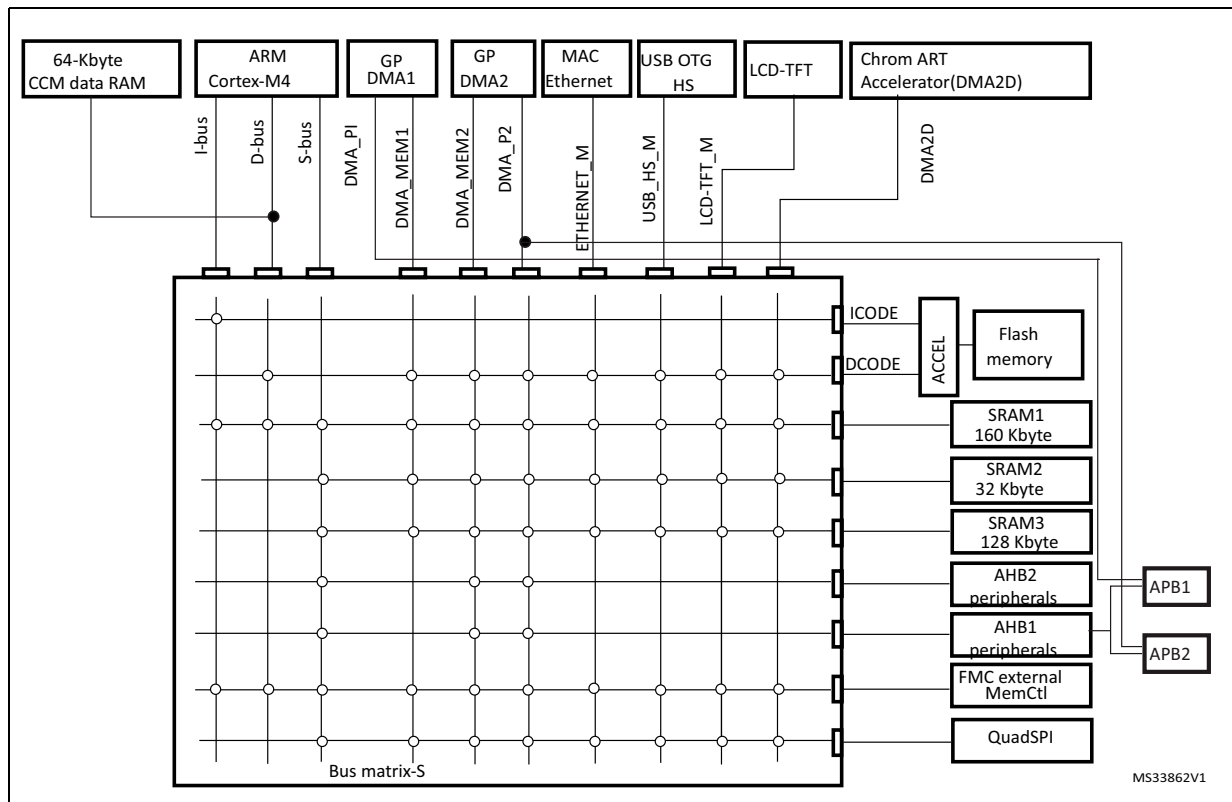 64-Kbyte
CCM data RAM
ARM
Cortex-M4
GP
DMA1
GP
DMA2
MAC
Ethernet
USB OTG
HS
LCD-TFT
Chrom ART
Accelerator(DMA2D)
I-bus
D-bus
S-bus
DMA_PI
DMA_MEM1
DMA_MEM2
DMA_P2
ETHERNET_M
USB_HS_M
LCD-TFT_M
DMA2D
ICODE
DCODE
ACCEL
Flash
memory
SRAM1
160 Kbyte
SRAM2
32 Kbyte
SRAM3
128 Kbyte
AHB2
peripherals
APB1
AHB1
peripherals
APB2
FMC external
MemCtl
QuadSPI
Bus matrix-S
MS33862V1